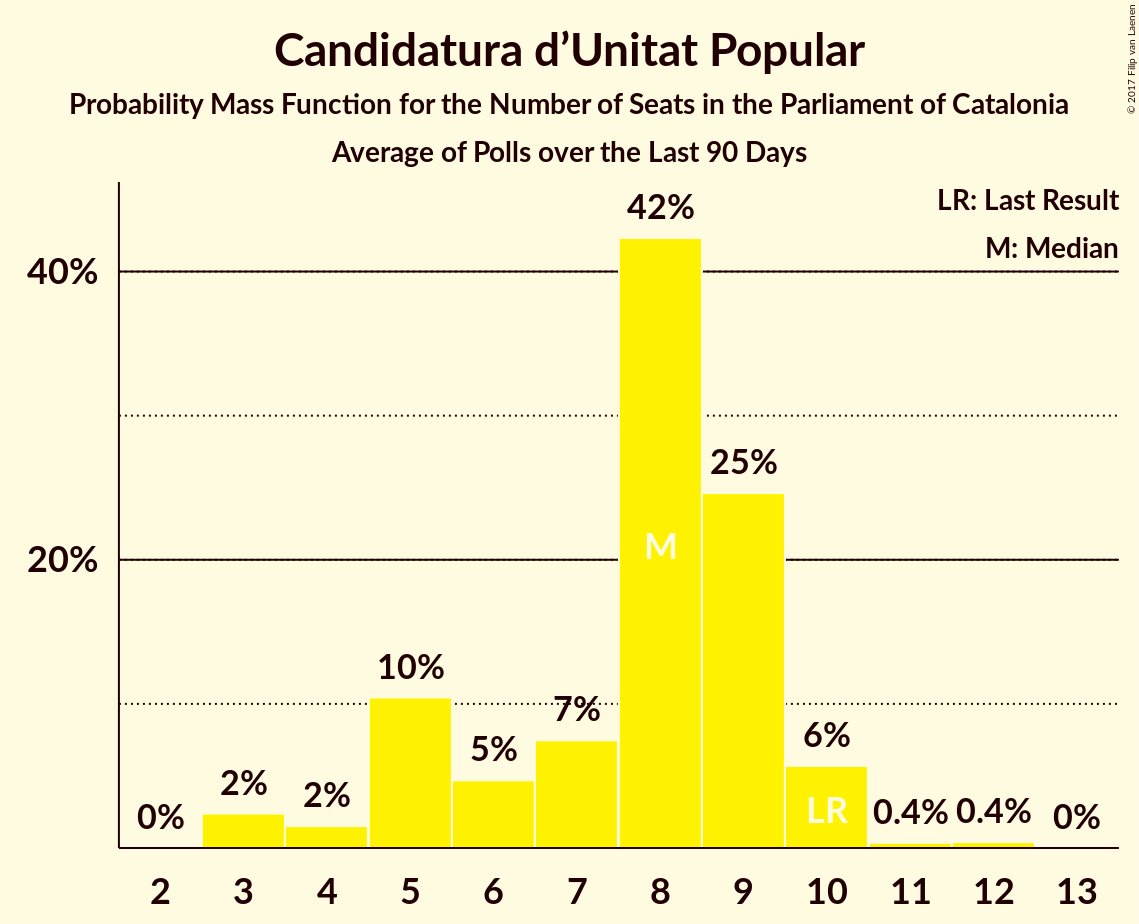 Candidatura d’Unitat Popular
Probability Mass Function for the Number of Seats in the Parliament of Catalonia
Average of Polls over the Last 90 Days
© 2017 Filip van Laenen
LR: Last Result
M: Median
40%
20%
0%
2%
2%
10%
5%
7%
42%
M
25%
6%
LR
0.4%
0.4%
0%
2 3 4 5 6 7 8 9 10 11 12 13